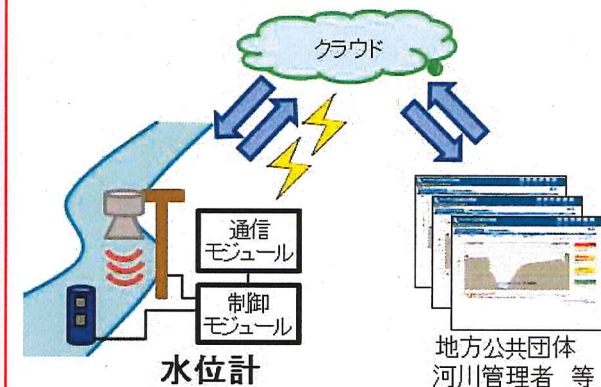 クラウド
通信
モジュール
制御
モジュール
水位計
地方公共団体
河川管理者 等